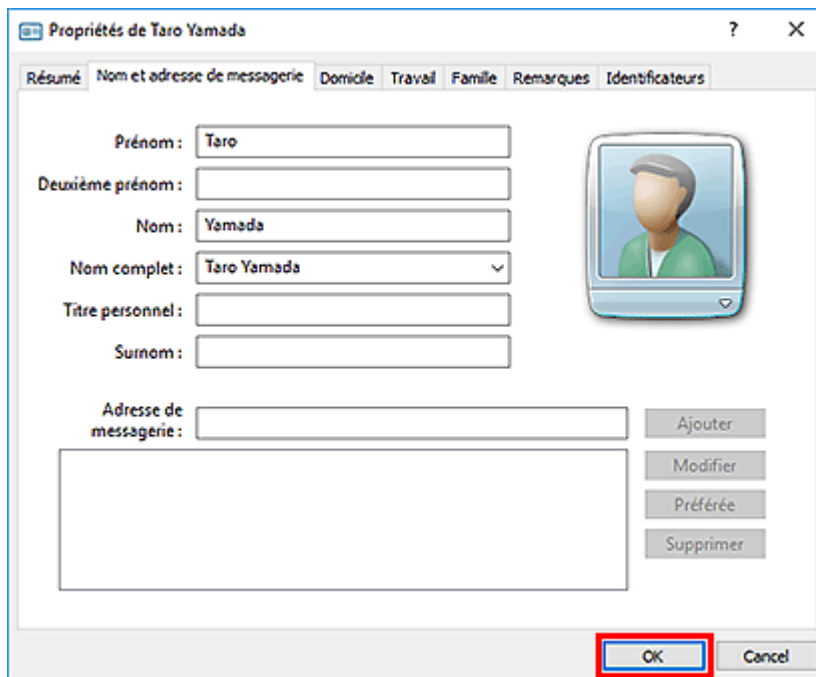 Propriétés de Taro Yamada ?
Résumé Nom et adresse de messagerie Domicile Travail Famille Remarques Identificateurs
Prénom : Taro
Deuxième prénom :
Nom : Yamada
Nom complet : Taro Yamada
Titre personnel :
Surnom :
Adresse de
messagerie :
Ajouter
Modifier
Préférée
Supprimer
OK Cancel